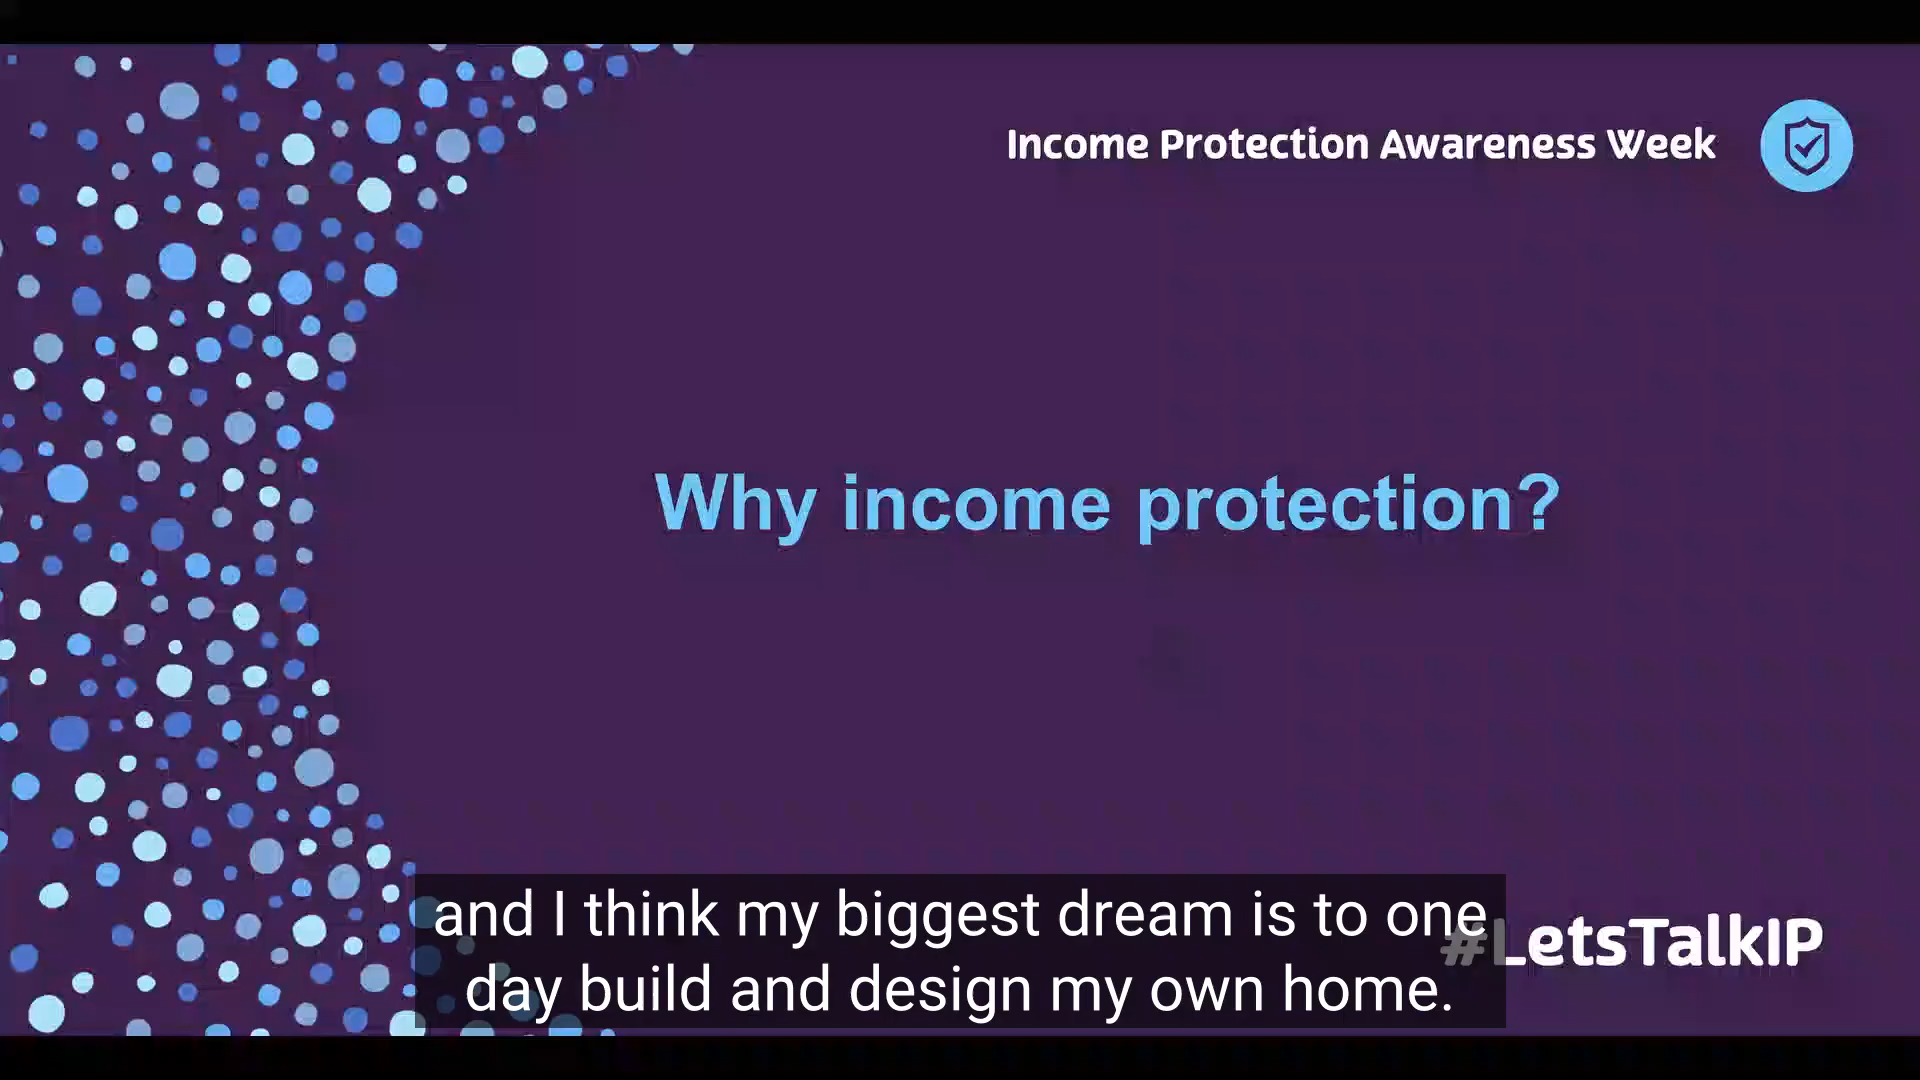 Income Protection Awareness Week
Why income protection?
and I think my biggest dream is to one
day build and design my own home.
#LetsTalkIP